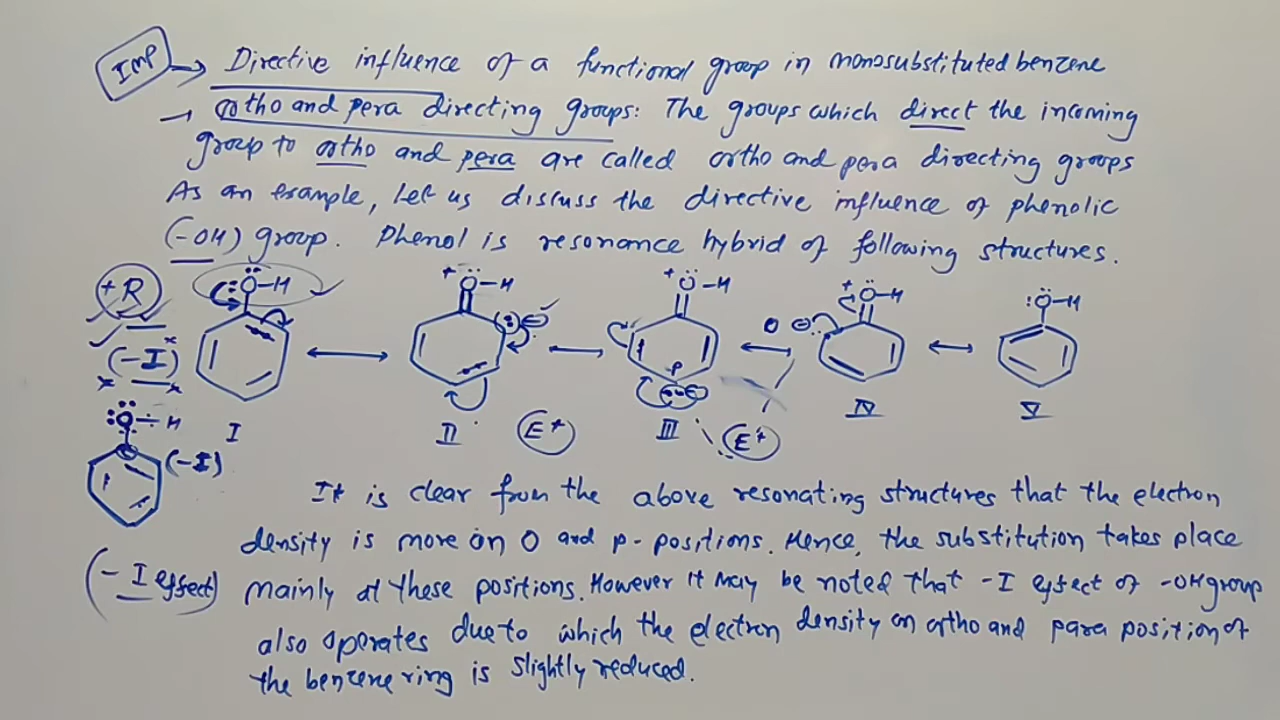 IMP → Directive influence of a functional group in monosubstituted benzene
→ ortho and pera directing groups: The groups which direct the incoming
group to ortho and pera are called ortho and pera directing groups
As an example, Let us discuss the directive influence of phenolic
(-OH) group. Phenol is resonance hybrid of following structures.
+R
(-I)
:Ö-H
+ Ö-H
+ Ö-H
+ Ö-H
:Ö-H
O
P
I
II
E+
III
E+
IV
V
:Ö÷H
(-I)
It is clear from the above resonating structures that the electron
density is more on O and p-positions. Hence, the substitution takes place
(-I effect)
mainly at these positions. However it may be noted that -I effect of -OH group
also operates due to which the electron density on ortho and para position of
the benzene ring is slightly reduced.